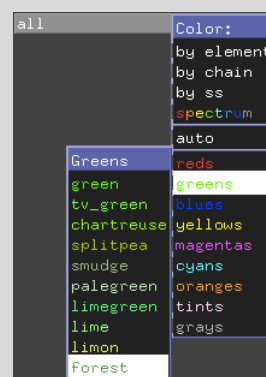 all
Color:
by element
by chain
by ss
spectrum
auto
reds
greens
blues
yellows
magentas
cyans
oranges
tints
grays
Greens
green
tv_green
chartreuse
splitpea
smudge
palegreen
limegreen
lime
limon
forest